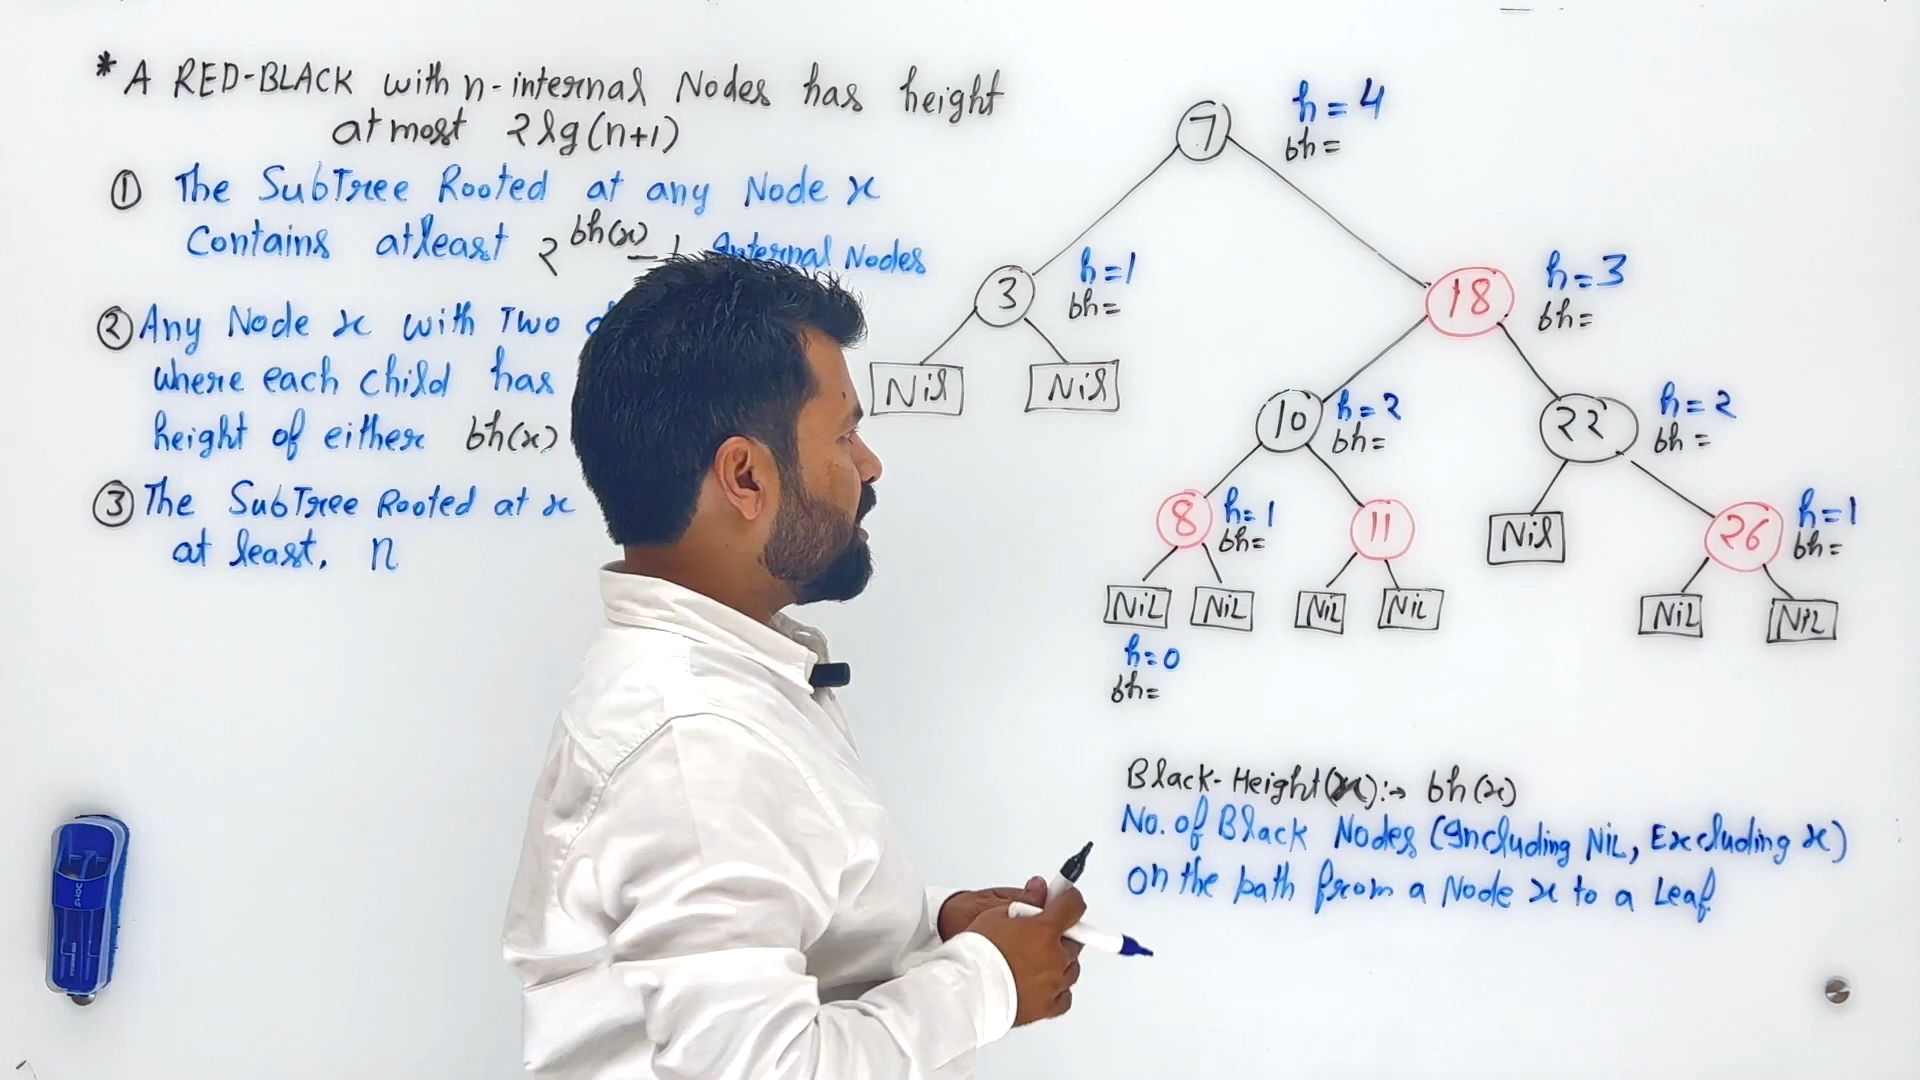 * A RED-BLACK with n-internal Nodes has height
atmost 2lg(n+1)
① The SubTree Rooted at any Node x
Contains atleast 2^bh(x) - 1 Internal Nodes
② Any Node x with Two
where each child has
height of either bh(x)
③ The SubTree Rooted at x
at least, n
7
h = 4
bh =
3
h = 1
bh =
18
h = 3
bh =
Nil
Nil
10
h = 2
bh =
22
h = 2
bh =
8
h = 1
bh =
11
Nil
26
h = 1
bh =
NiL
NiL
NiL
NiL
NiL
NiL
h = 0
bh =
Black-Height(x):→ bh(x)
No. of Black Nodes (Including NiL, Excluding x)
on the path from a Node x to a Leaf